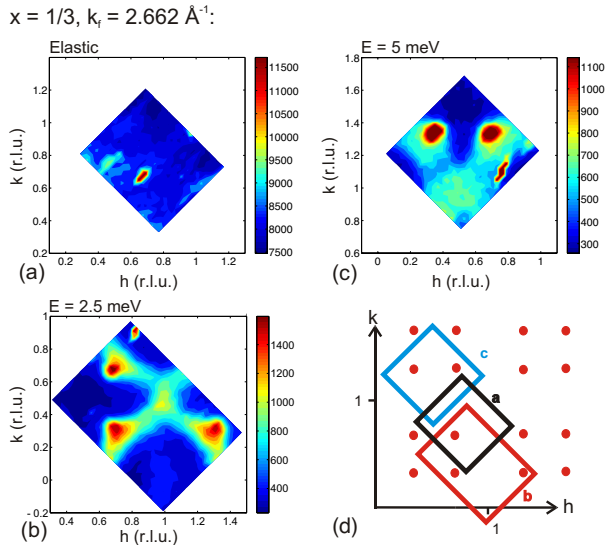 x = 1/3, k_f = 2.662 Å⁻¹:
Elastic
k (r.l.u.)
1.4
1.2
1
0.8
0.6
0.4
0.2
0.2 0.4 0.6 0.8 1 1.2
h (r.l.u.)
11500
11000
10500
10000
9500
9000
8500
8000
7500
(a)
E = 5 meV
k (r.l.u.)
1.8
1.6
1.4
1.2
1
0.8
0.6
0 0.2 0.4 0.6 0.8 1
h (r.l.u.)
1100
1000
900
800
700
600
500
400
300
(c)
E = 2.5 meV
k (r.l.u.)
1
0.8
0.6
0.4
0.2
0
-0.2
0.4 0.6 0.8 1 1.2 1.4
h (r.l.u.)
1400
1200
1000
800
600
400
(b)
k
c
a
1
b
h
1
(d)